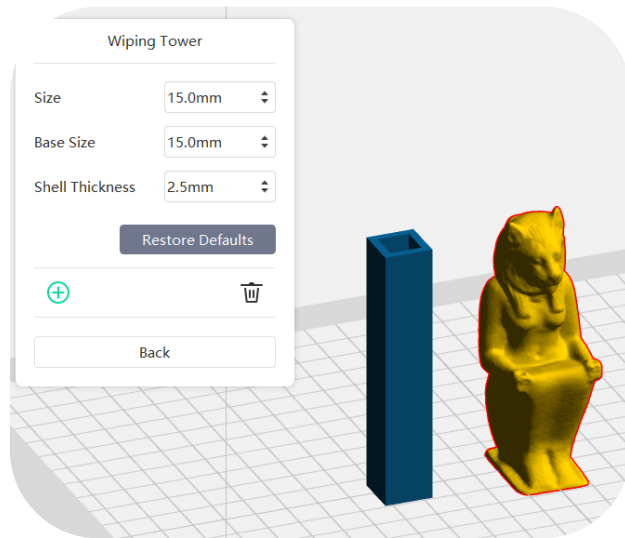 Wiping Tower
Size 15.0mm
Base Size 15.0mm
Shell Thickness 2.5mm
Restore Defaults
Back